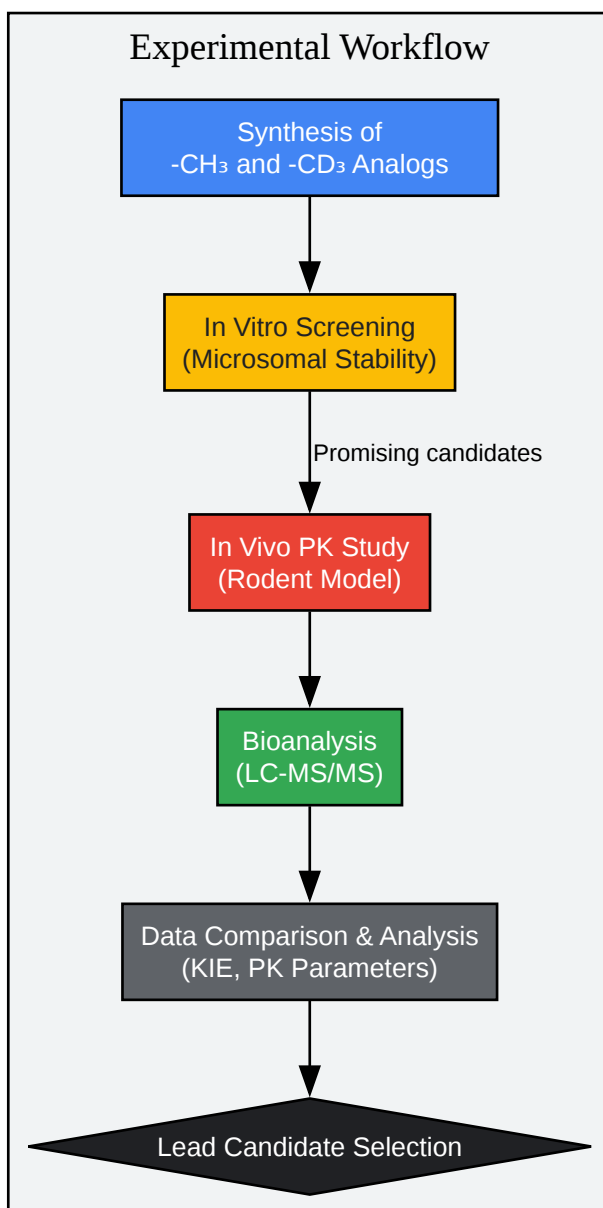 Experimental Workflow
Synthesis of
-CH₃ and -CD₃ Analogs
In Vitro Screening
(Microsomal Stability)
Promising candidates
In Vivo PK Study
(Rodent Model)
Bioanalysis
(LC-MS/MS)
Data Comparison & Analysis
(KIE, PK Parameters)
Lead Candidate Selection